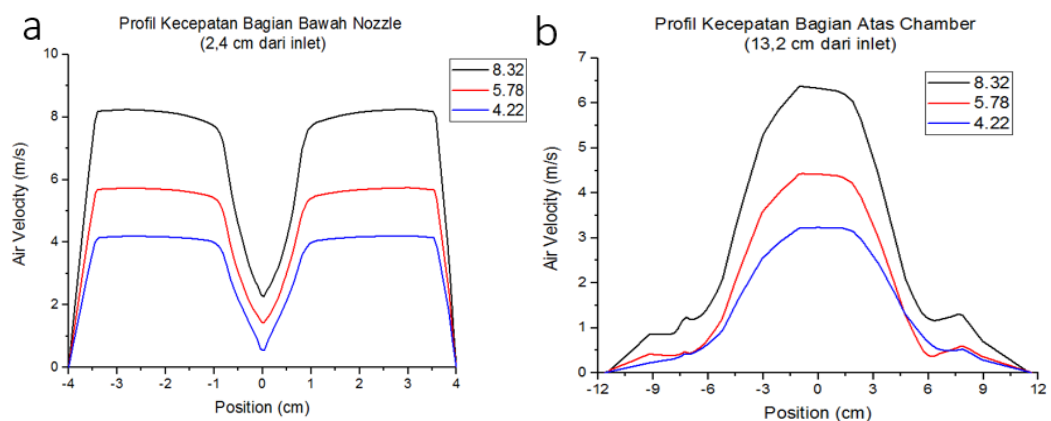 a
Profil Kecepatan Bagian Bawah Nozzle
(2,4 cm dari inlet)
8.32
5.78
4.22
Air Velocity (m/s)
10
8
6
4
2
0
-4 -3 -1 0 1 3 4
Position (cm)
b
Profil Kecepatan Bagian Atas Chamber
(13,2 cm dari inlet)
8.32
5.78
4.22
Air Velocity (m/s)
7
6
5
4
3
2
1
0
-12 -9 -6 -3 0 3 6 9 12
Position (cm)